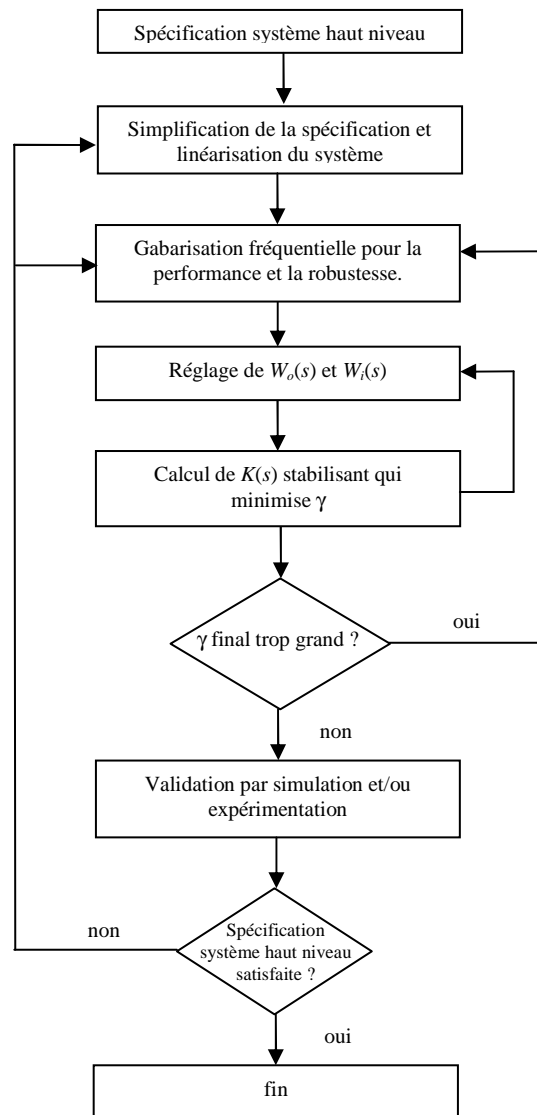 Spécification système haut niveau
Simplification de la spécification et
linéarisation du système
Gabarisation fréquentielle pour la
performance et la robustesse.
Réglage de Wo(s) et Wi(s)
Calcul de K(s) stabilisant qui
minimise γ
γ final trop grand ?
oui
non
Validation par simulation et/ou
expérimentation
non
Spécification
système haut niveau
satisfaite ?
oui
fin